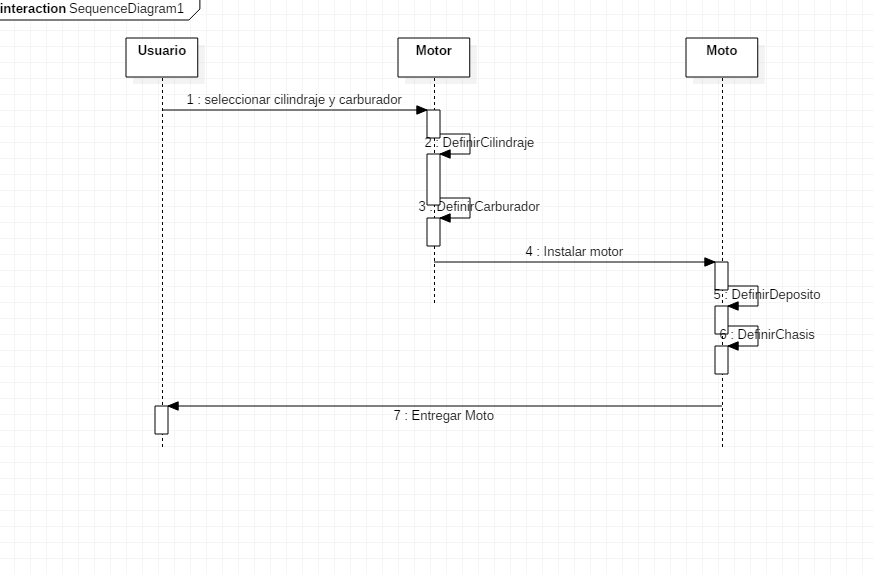 interaction SequenceDiagram1
Usuario
Motor
Moto
1 : seleccionar cilindraje y carburador
2 : DefinirCilindraje
3 : DefinirCarburador
4 : Instalar motor
5 : DefinirDeposito
6 : DefinirChasis
7 : Entregar Moto